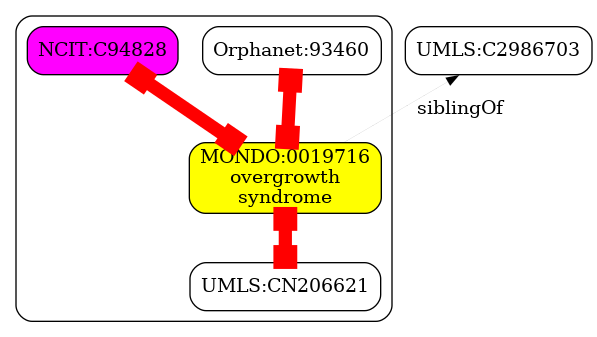 NCIT:C94828
Orphanet:93460
UMLS:C2986703
siblingOf
MONDO:0019716
overgrowth
syndrome
UMLS:CN206621